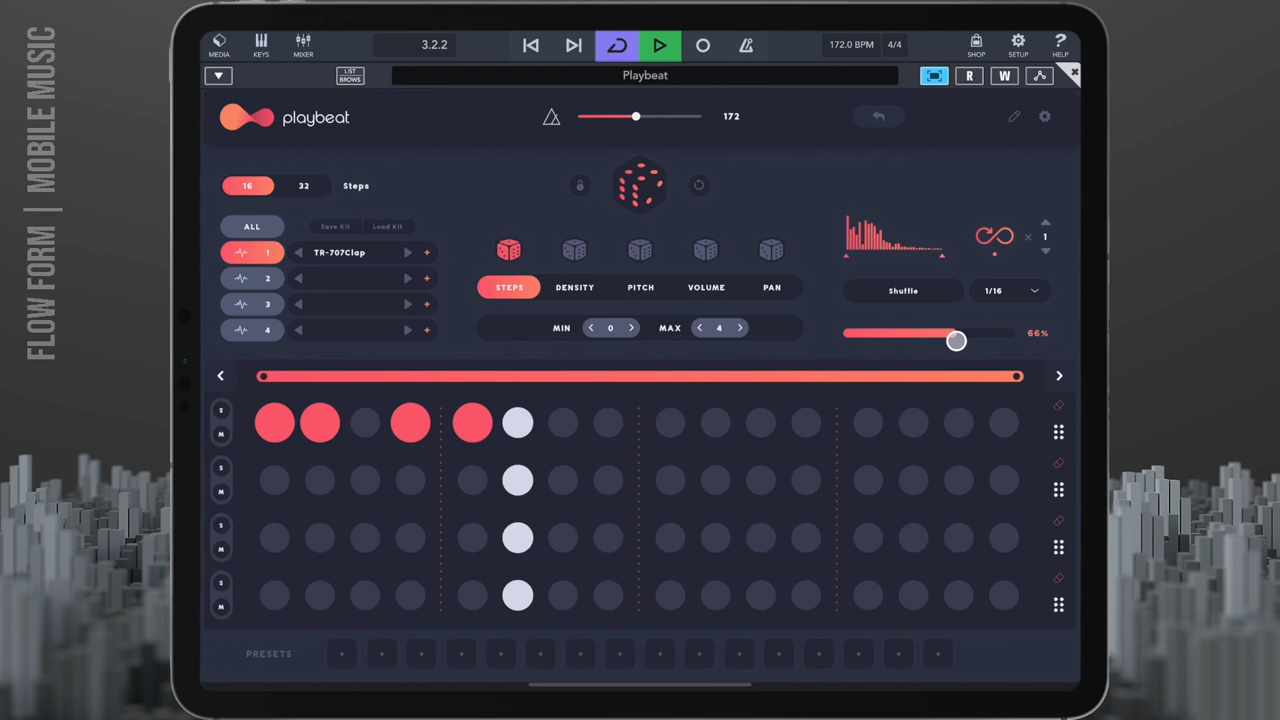 FLOW FORM | MOBILE MUSIC
MEDIA KEYS MIXER 3.2.2 172.0 BPM 4/4 SHOP SETUP HELP
LIST BROWS Playbeat R W
playbeat 172
16 32 Steps
ALL Save Kit Load Kit
1 TR-707Clap +
2 +
3 +
4 +
STEPS DENSITY PITCH VOLUME PAN
MIN 0 MAX 4
× 1
Shuffle 1/16
66%
S
M
S
M
S
M
S
M
PRESETS + + + + + + + + + + + + + + + +